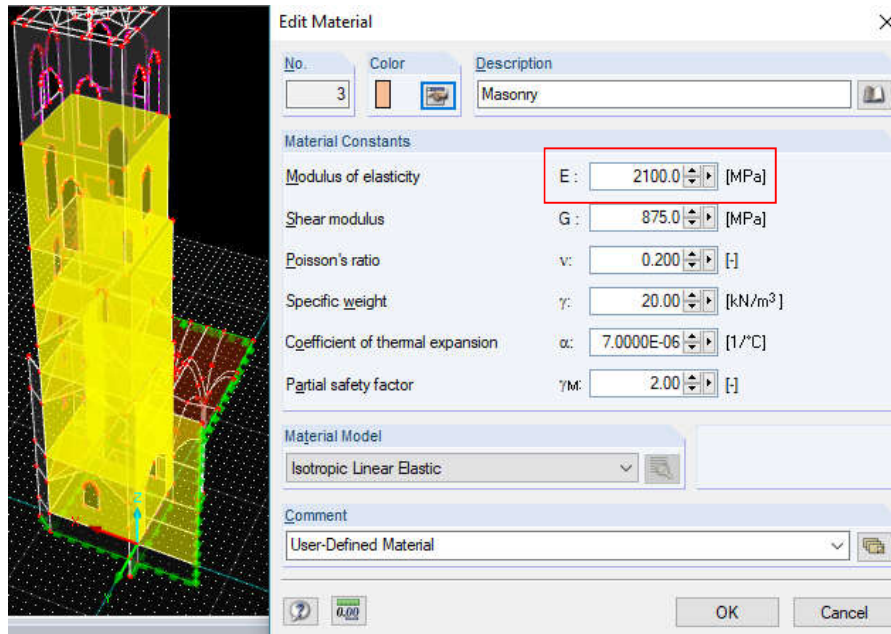 Edit Material
No. Color Description
3 Masonry
Material Constants
Modulus of elasticity E : 2100.0 [MPa]
Shear modulus G : 875.0 [MPa]
Poisson's ratio ν: 0.200 [-]
Specific weight γ: 20.00 [kN/m³]
Coefficient of thermal expansion α: 7.0000E-06 [1/°C]
Partial safety factor γM: 2.00 [-]
Material Model
Isotropic Linear Elastic
Comment
User-Defined Material
0.00 OK Cancel
Z
X
Y